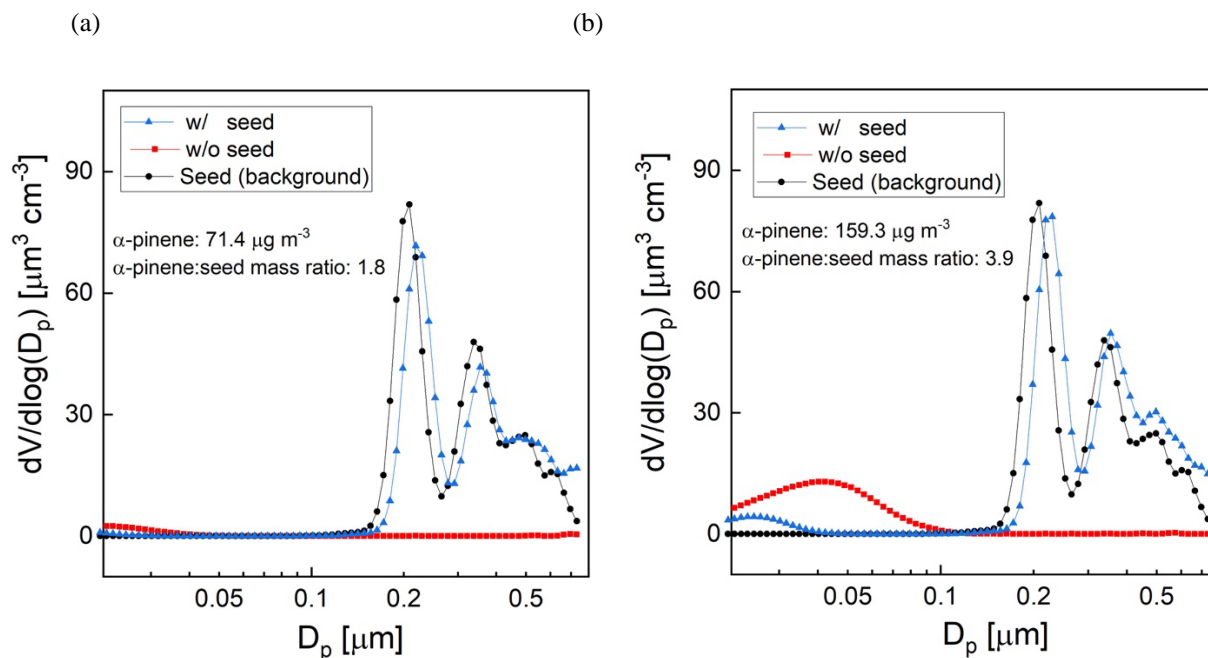 (a)
(b)
w/ seed
w/o seed
Seed (background)
α-pinene: 71.4 μg m⁻³
α-pinene:seed mass ratio: 1.8
dV/dlog(Dₚ) [μm³ cm⁻³]
90
60
30
0
0.05 0.1 0.2 0.5
Dₚ [μm]
w/ seed
w/o seed
Seed (background)
α-pinene: 159.3 μg m⁻³
α-pinene:seed mass ratio: 3.9
dV/dlog(Dₚ) [μm³ cm⁻³]
90
60
30
0
0.05 0.1 0.2 0.5
Dₚ [μm]